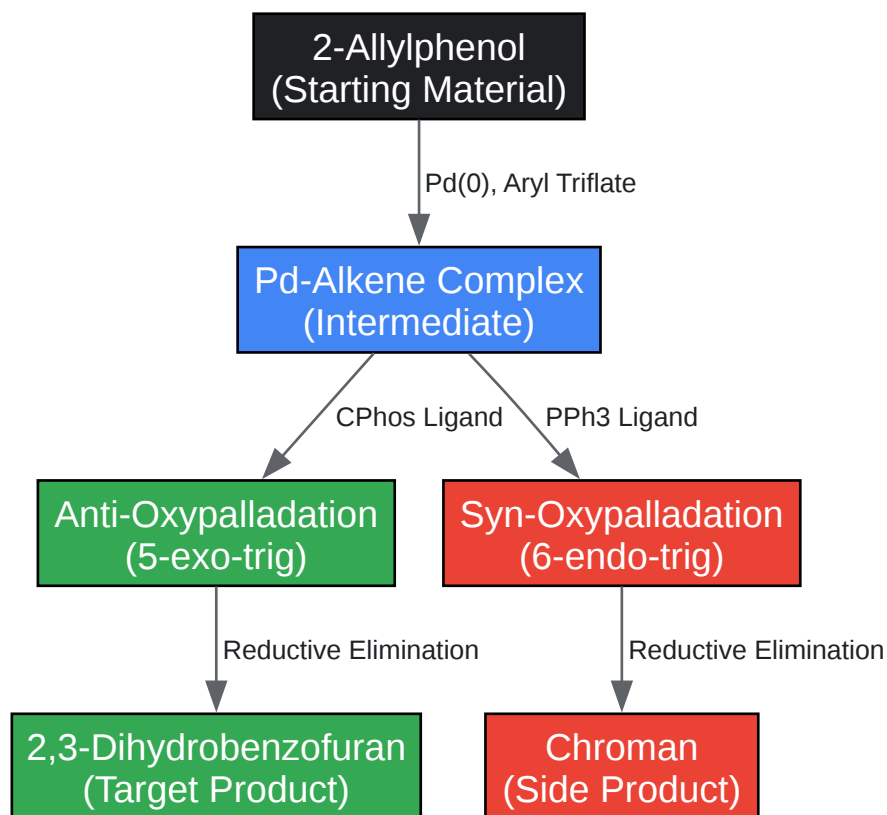 2-Allylphenol
(Starting Material)
Pd(0), Aryl Triflate
Pd-Alkene Complex
(Intermediate)
CPhos Ligand
PPh3 Ligand
Anti-Oxypalladation
(5-exo-trig)
Syn-Oxypalladation
(6-endo-trig)
Reductive Elimination
Reductive Elimination
2,3-Dihydrobenzofuran
(Target Product)
Chroman
(Side Product)